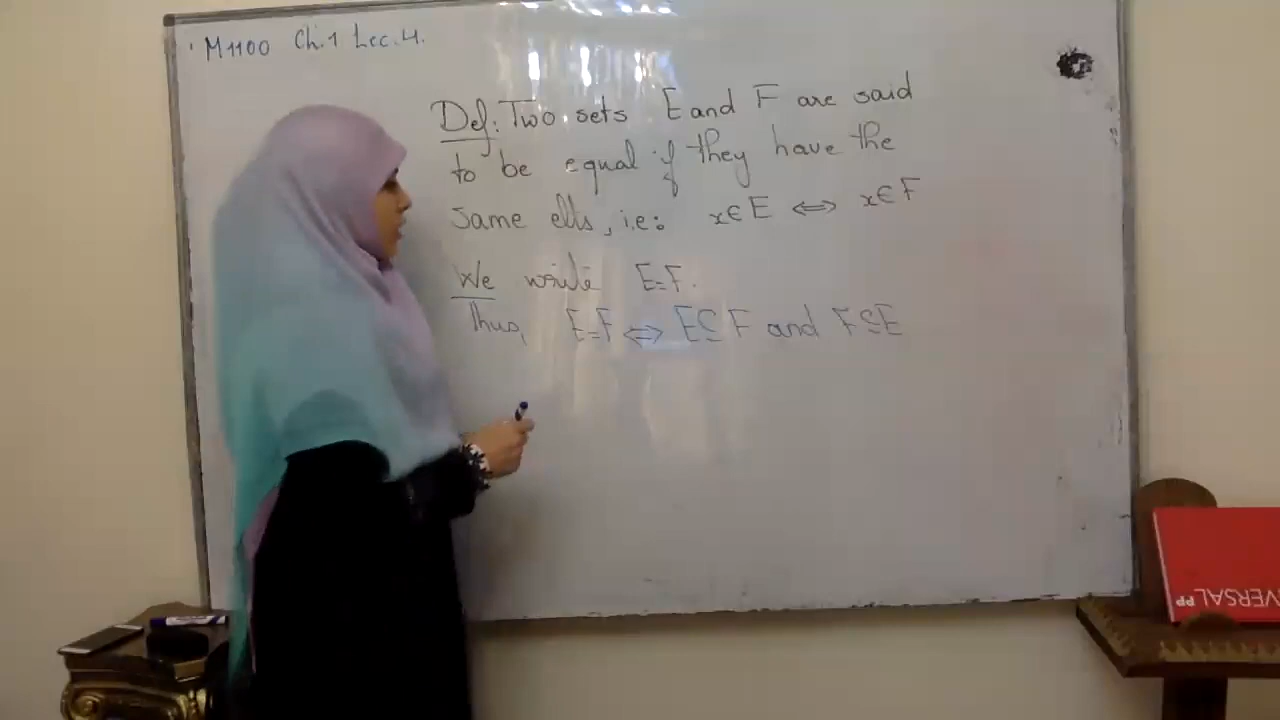 M1100 Ch.1 Lec.4.
Def: Two sets E and F are said
to be equal if they have the
same elts, i.e: x∈E ⇔ x∈F
We write E=F.
Thus, E=F ⇔ E⊆F and F⊆E
VERSAL PP